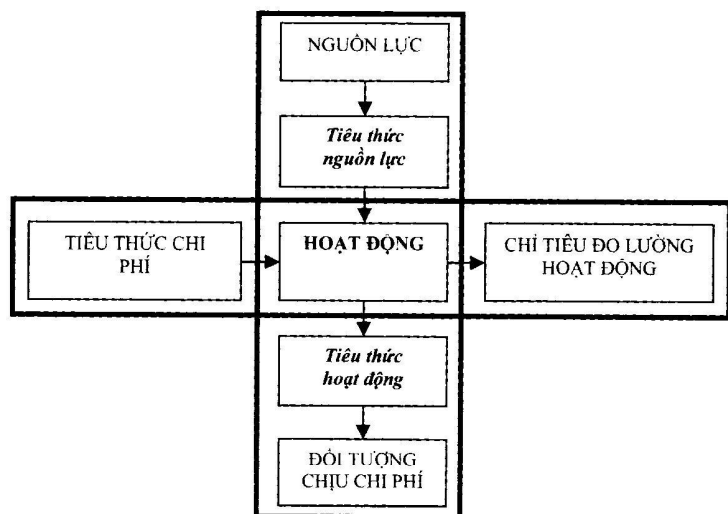 NGUỒN LỰC
Tiêu thức
nguồn lực
TIÊU THỨC CHI
PHÍ
HOẠT ĐỘNG
CHỈ TIÊU ĐO LƯỜNG
HOẠT ĐỘNG
Tiêu thức
hoạt động
ĐỐI TƯỢNG
CHỊU CHI PHÍ